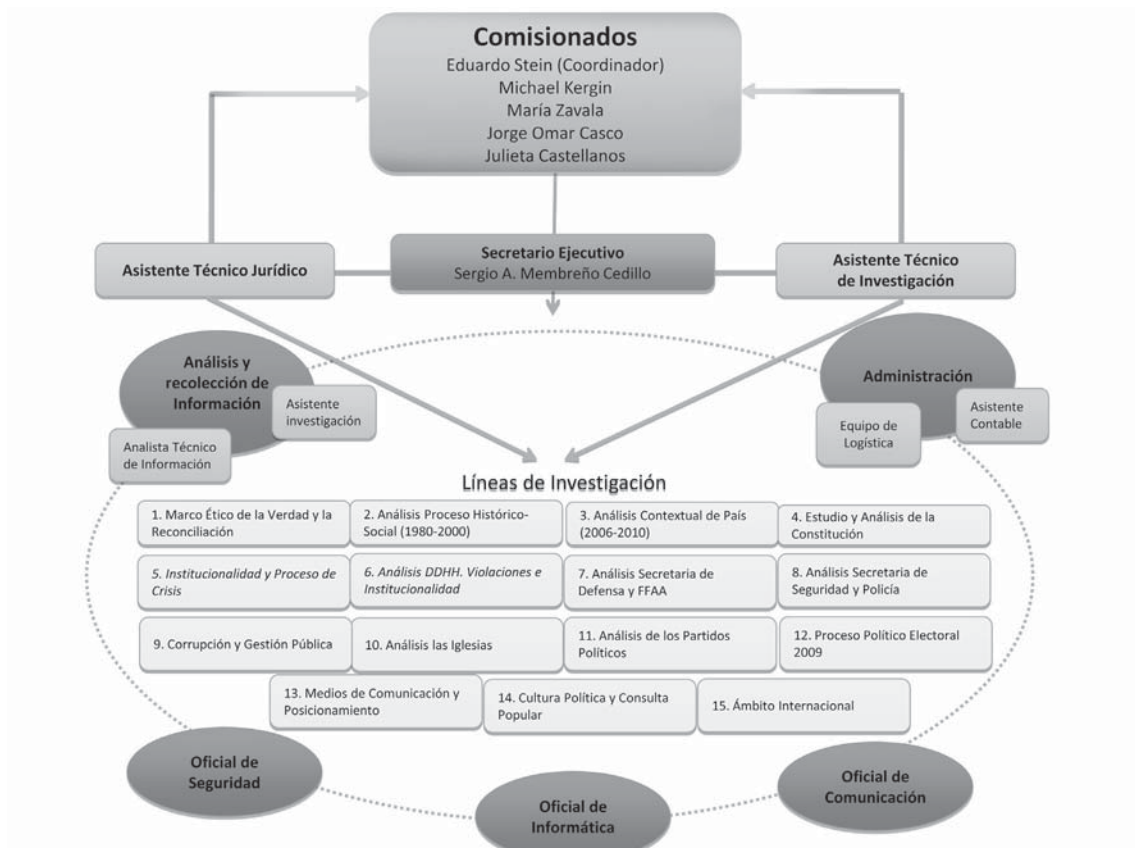 Comisionados
Eduardo Stein (Coordinador)
Michael Kergin
María Zavala
Jorge Omar Casco
Julieta Castellanos
Asistente Técnico Jurídico
Secretario Ejecutivo
Sergio A. Membreño Cedillo
Asistente Técnico
de Investigación
Análisis y
recolección de
Información
Asistente
investigación
Analista Técnico
de Información
Administración
Equipo de
Logística
Asistente
Contable
Líneas de Investigación
1. Marco Ético de la Verdad y la
Reconciliación
2. Análisis Proceso Histórico-
Social (1980-2000)
3. Análisis Contextual de País
(2006-2010)
4. Estudio y Análisis de la
Constitución
5. Institucionalidad y Proceso de
Crisis
6. Análisis DDHH. Violaciones e
Institucionalidad
7. Análisis Secretaria de
Defensa y FFAA
8. Análisis Secretaria de
Seguridad y Policía
9. Corrupción y Gestión Pública
10. Análisis las Iglesias
11. Análisis de los Partidos
Políticos
12. Proceso Político Electoral
2009
13. Medios de Comunicación y
Posicionamiento
14. Cultura Política y Consulta
Popular
15. Ámbito Internacional
Oficial de
Seguridad
Oficial de
Informática
Oficial de
Comunicación